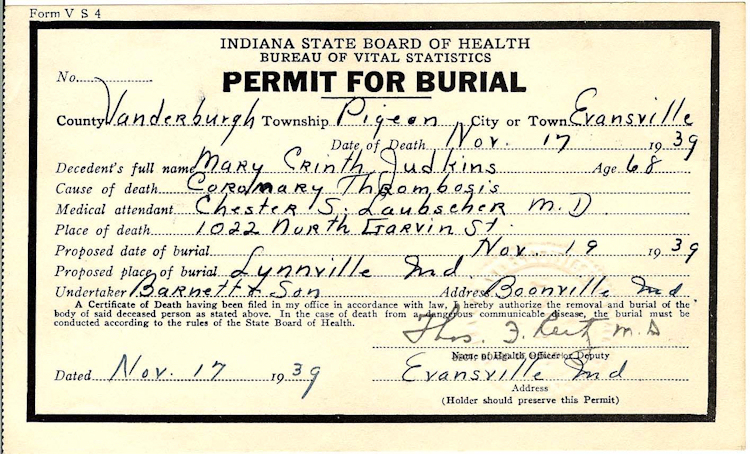 Form V S 4
INDIANA STATE BOARD OF HEALTH
BUREAU OF VITAL STATISTICS
No.
PERMIT FOR BURIAL
County Vanderburgh Township Pigeon City or Town Evansville
Date of Death Nov. 17 1939
Decedent's full name Mary Crinth Judkins Age 68
Cause of death Coronary Thrombosis
Medical attendant Chester S. Laubscher M.D.
Place of death 1022 North Garvin St.
Proposed date of burial Nov. 19 1939
Proposed place of burial Lynnville Ind.
Undertaker Barnett & Son Address Boonville Ind
A Certificate of Death having been filed in my office in accordance with law, I hereby authorize the removal and burial of the
body of said deceased person as stated above. In the case of death from a dangerous communicable disease, the burial must be
conducted according to the rules of the State Board of Health.
Thos. F. Reitz M.D.
Name of Health Officer or Deputy
Dated Nov. 17 1939 Evansville Ind
Address
(Holder should preserve this Permit)